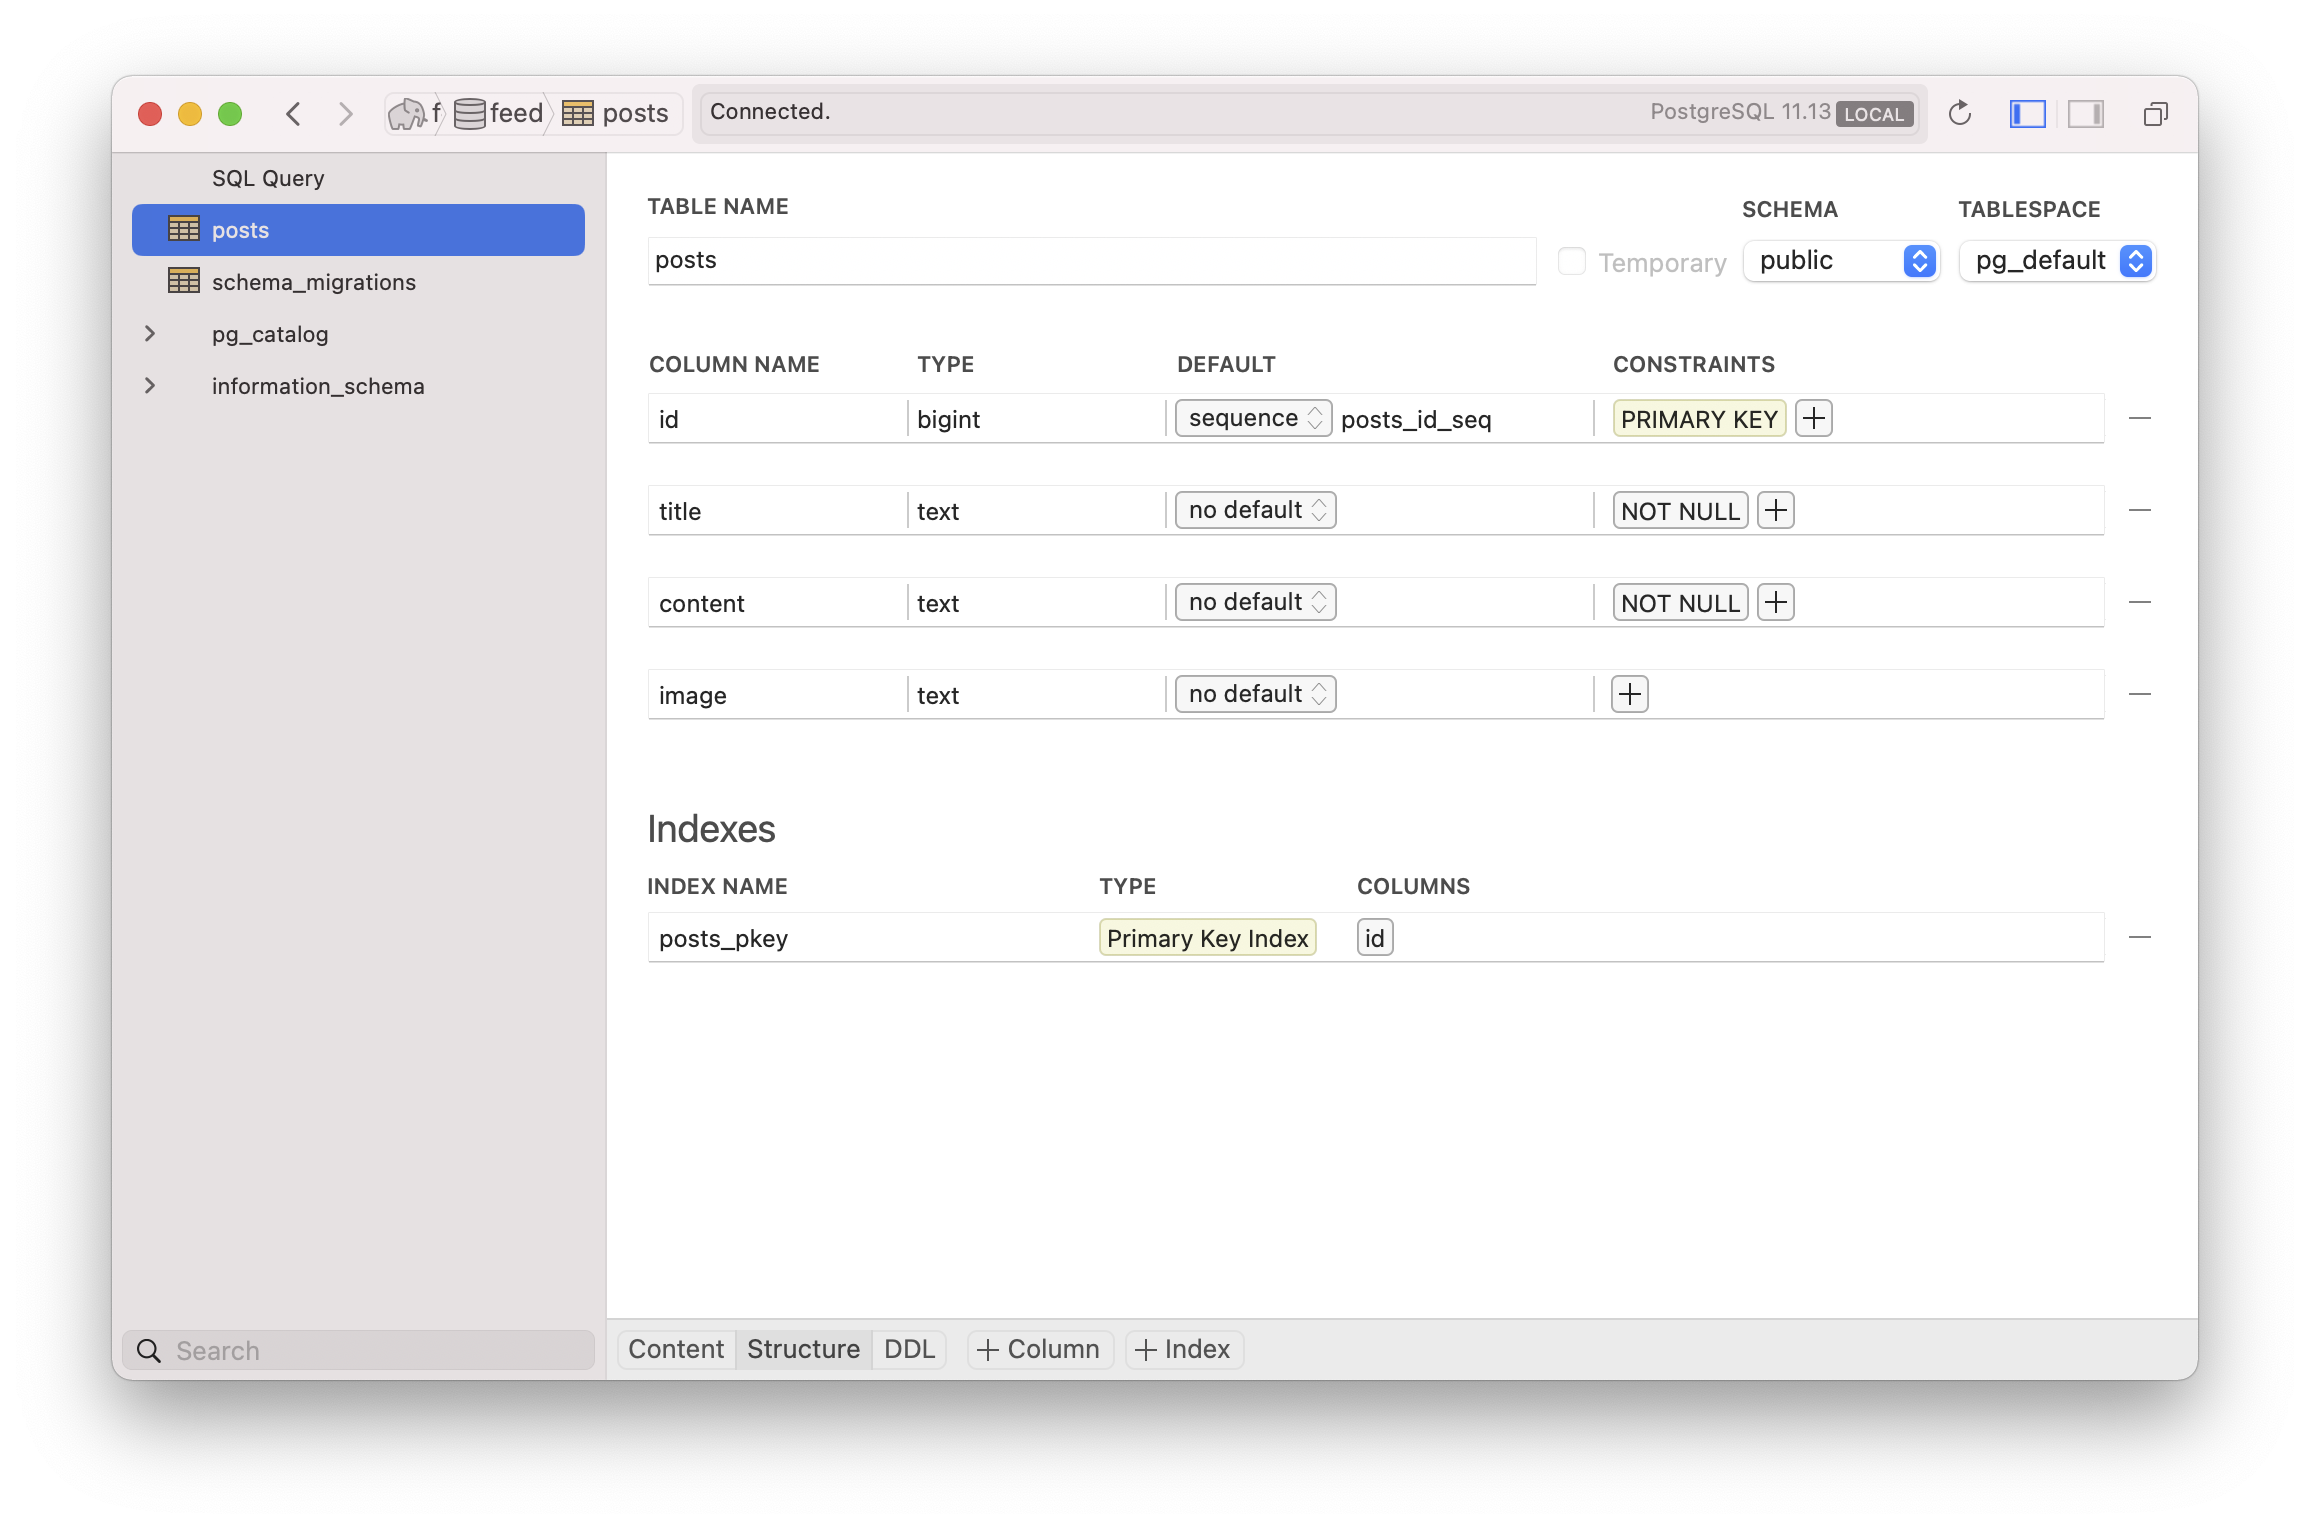 f feed posts Connected. PostgreSQL 11.13 LOCAL
SQL Query
posts
schema_migrations
pg_catalog
information_schema
Search
TABLE NAME SCHEMA TABLESPACE
posts Temporary public pg_default
COLUMN NAME TYPE DEFAULT CONSTRAINTS
id bigint sequence posts_id_seq PRIMARY KEY
title text no default NOT NULL
content text no default NOT NULL
image text no default
Indexes
INDEX NAME TYPE COLUMNS
posts_pkey Primary Key Index id
Content Structure DDL + Column + Index